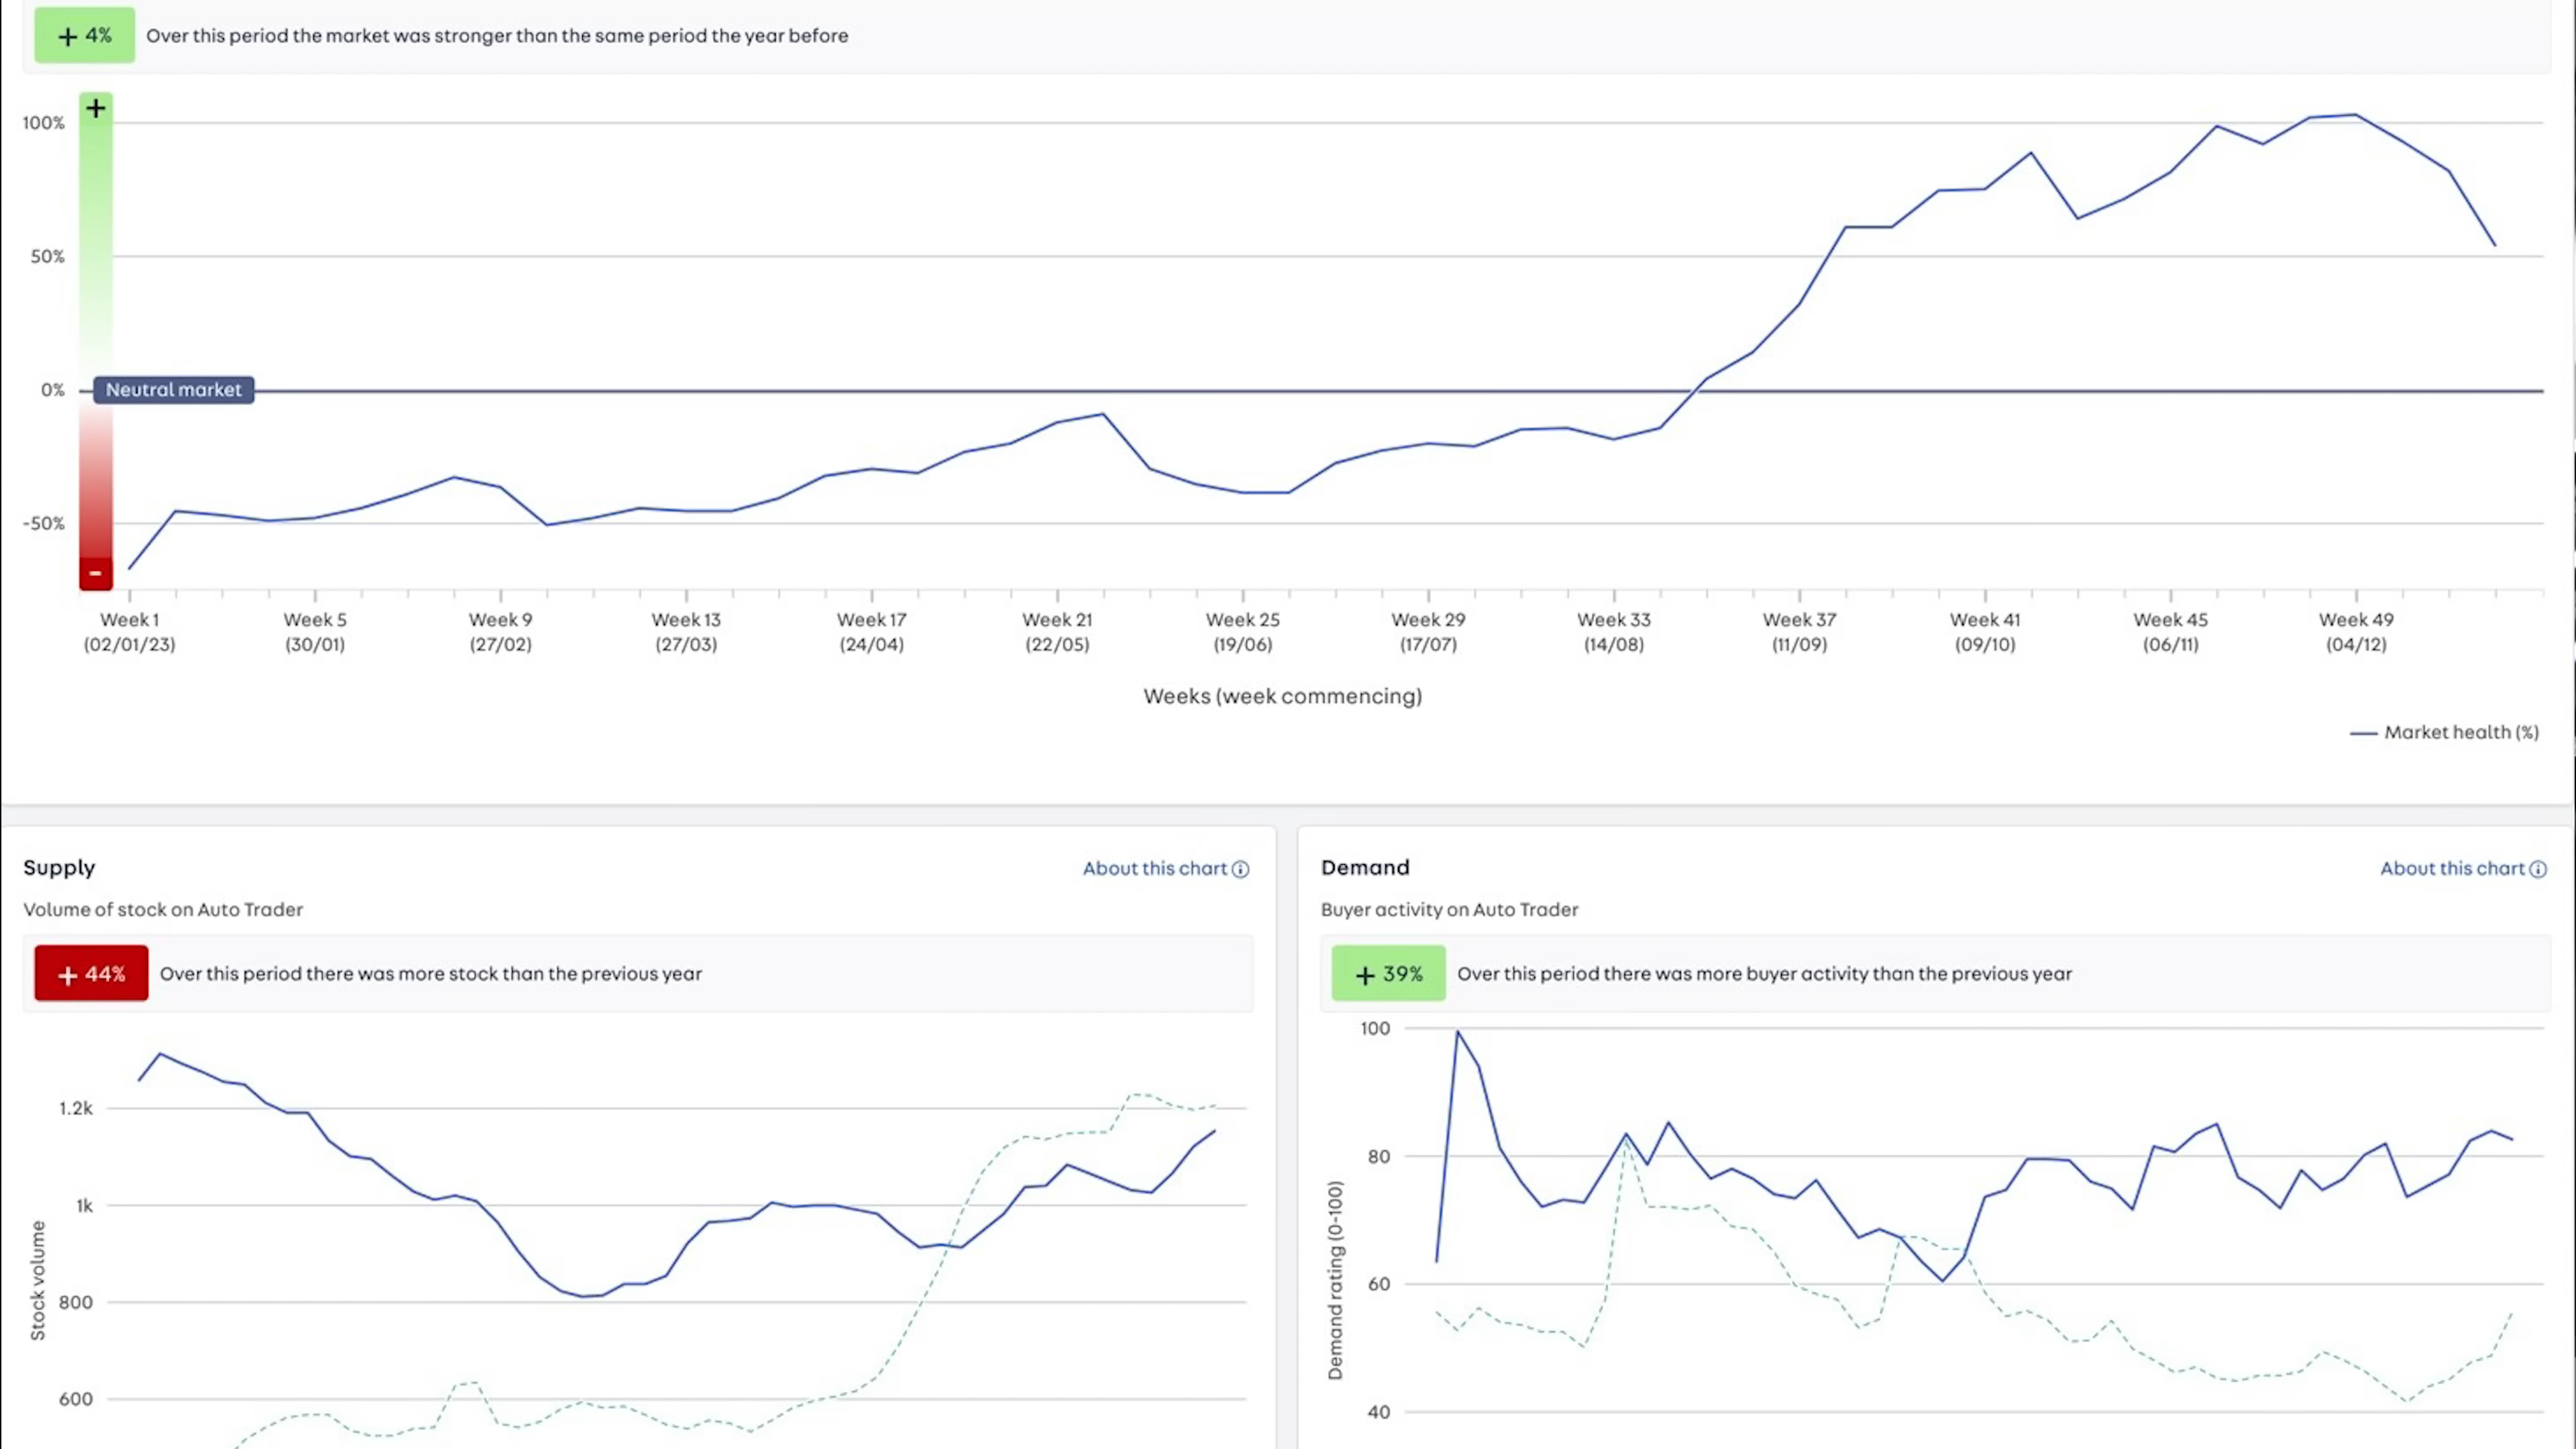 + 4% Over this period the market was stronger than the same period the year before
+
100%
50%
0% Neutral market
-50%
-
Week 1 Week 5 Week 9 Week 13 Week 17 Week 21 Week 25 Week 29 Week 33 Week 37 Week 41 Week 45 Week 49
(02/01/23) (30/01) (27/02) (27/03) (24/04) (22/05) (19/06) (17/07) (14/08) (11/09) (09/10) (06/11) (04/12)
Weeks (week commencing)
Market health (%)
Supply About this chart
Volume of stock on Auto Trader
+ 44% Over this period there was more stock than the previous year
1.2k
1k
800
600
Stock volume
Demand About this chart
Buyer activity on Auto Trader
+ 39% Over this period there was more buyer activity than the previous year
100
80
60
40
Demand rating (0-100)